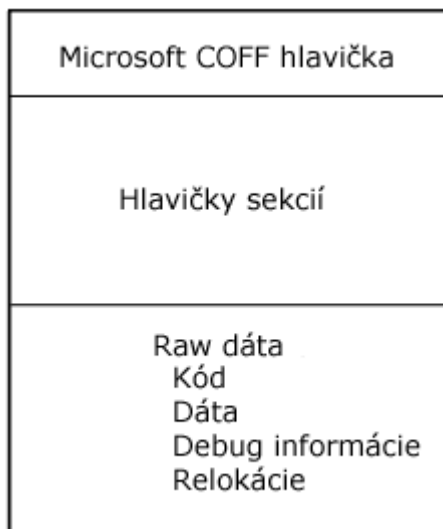 Microsoft COFF hlavička
Hlavičky sekcií
Raw dáta
Kód
Dáta
Debug informácie
Relokácie